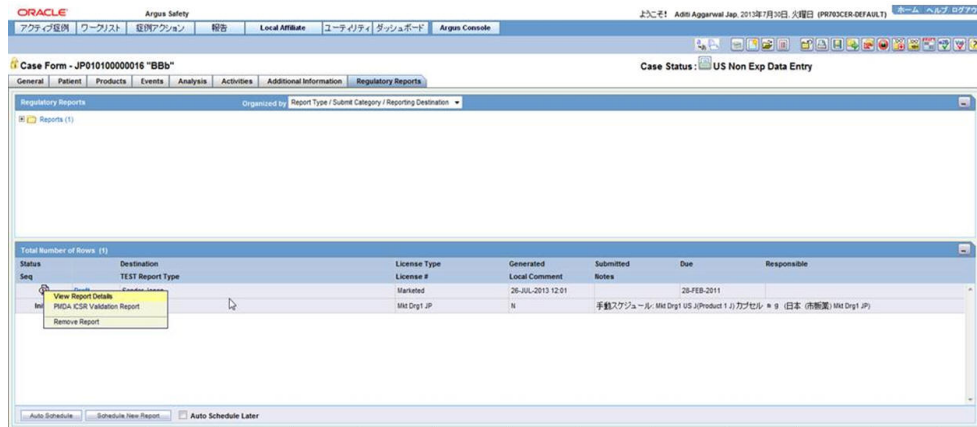 ORACLE Argus Safety ようこそ! Aditi Aggarwal Jap, 2013年7月30日, 火曜日 (PR703CER-DEFAULT) ホーム ヘルプ ログアウ
アクティブ症例 ワークリスト 症例アクション 報告 Local Affiliate ユーティリティ ダッシュボード Argus Console
Case Form - JP010100000016 "BBb" Case Status: US Non Exp Data Entry
General Patient Products Events Analysis Activities Additional Information Regulatory Reports
Regulatory Reports Organized by Report Type / Submit Category / Reporting Destination
Reports (1)
Total Number of Rows (1)
Status Destination License Type Generated Submitted Due Responsible
Seq TEST Report Type License # Local Comment Notes
Draft Marketed 26-JUL-2013 12:01 28-FEB-2011
View Report Details
Mkt Drg1 JP N 手動スケジュール: Mkt Drg1 US J(Product 1 J) カプセル (日本 (市販薬) Mkt Drg1 JP)
PMDA ICSR Validation Report
Remove Report
Auto Schedule Schedule New Report Auto Schedule Later